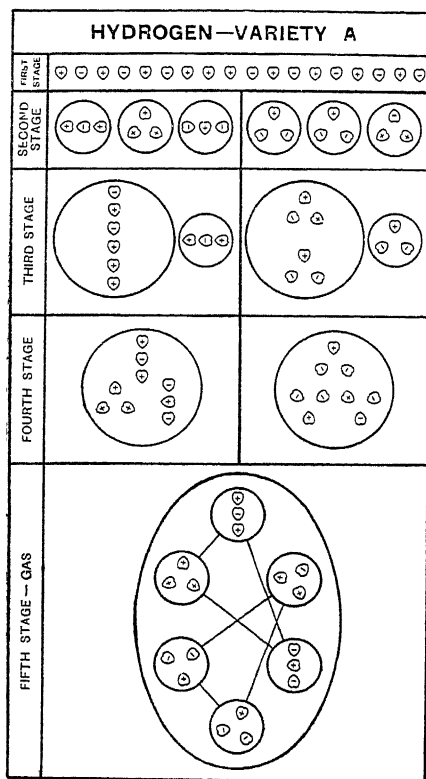 HYDROGEN—VARIETY A
FIRST STAGE
SECOND STAGE
THIRD STAGE
FOURTH STAGE
FIFTH STAGE—GAS